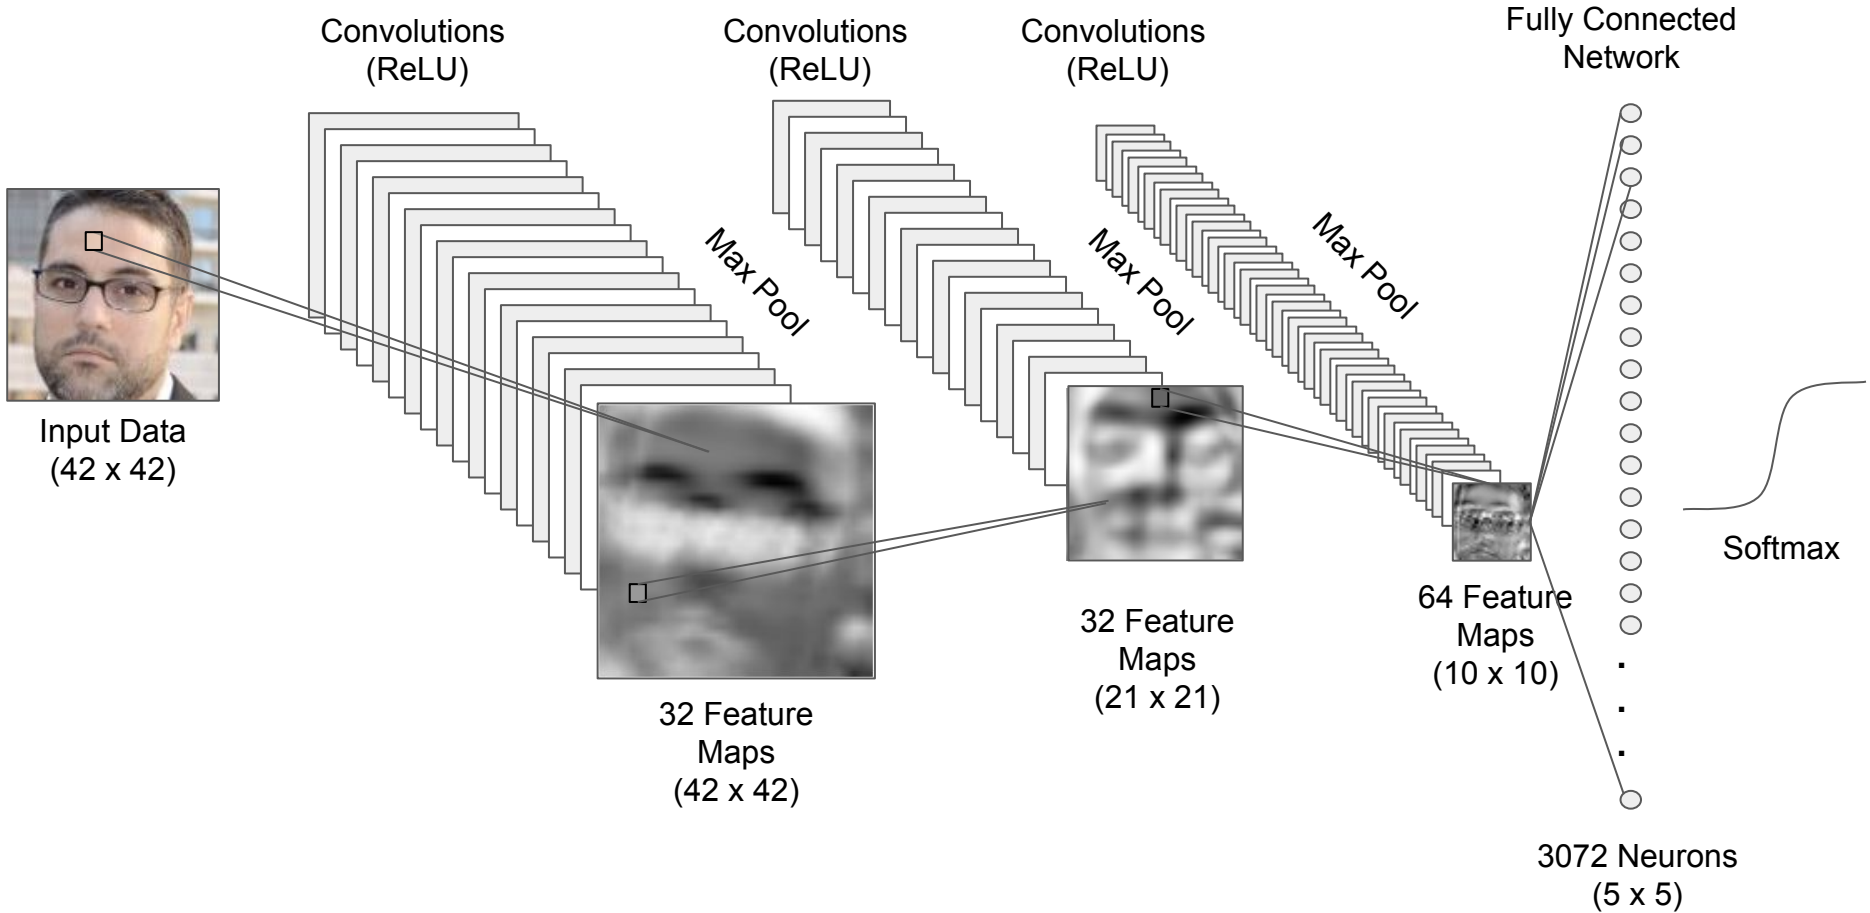 Convolutions
(ReLU)
Convolutions
(ReLU)
Convolutions
(ReLU)
Fully Connected
Network
Max Pool
Max Pool
Max Pool
Input Data
(42 x 42)
32 Feature
Maps
(42 x 42)
32 Feature
Maps
(21 x 21)
64 Feature
Maps
(10 x 10)
Softmax
3072 Neurons
(5 x 5)